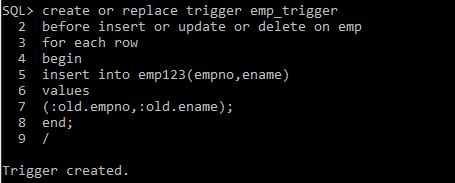 SQL> create or replace trigger emp_trigger
2 before insert or update or delete on emp
3 for each row
4 begin
5 insert into emp123(empno,ename)
6 values
7 (:old.empno,:old.ename);
8 end;
9 /
Trigger created.